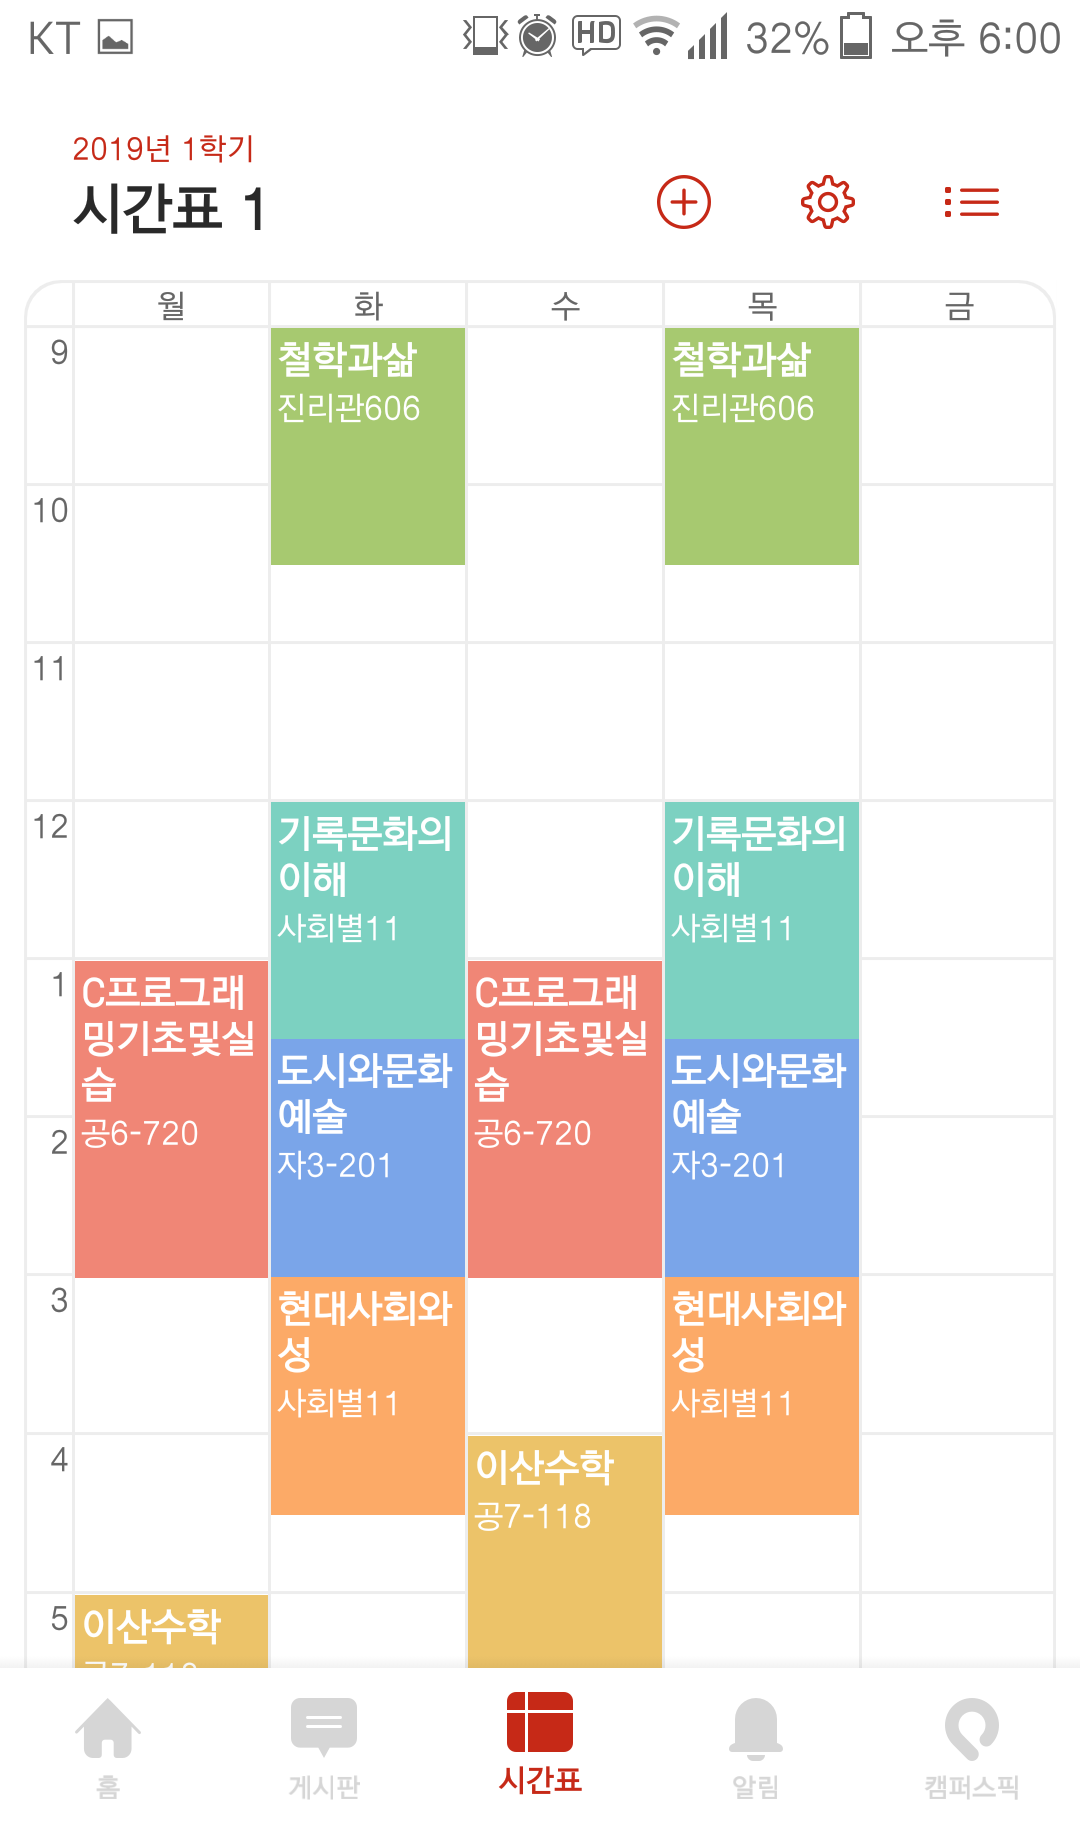 KT
HD 32% 오후 6:00
2019년 1학기
시간표 1
월 화 수 목 금
9
철학과삶
진리관606
철학과삶
진리관606
10
11
12
기록문화의
이해
사회별11
기록문화의
이해
사회별11
1
C프로그래
밍기초및실
습
공6-720
C프로그래
밍기초및실
습
공6-720
도시와문화
예술
자3-201
도시와문화
예술
자3-201
2
3
현대사회와
성
사회별11
현대사회와
성
사회별11
4
이산수학
공7-118
5
이산수학
홈 게시판 시간표 알림 캠퍼스픽